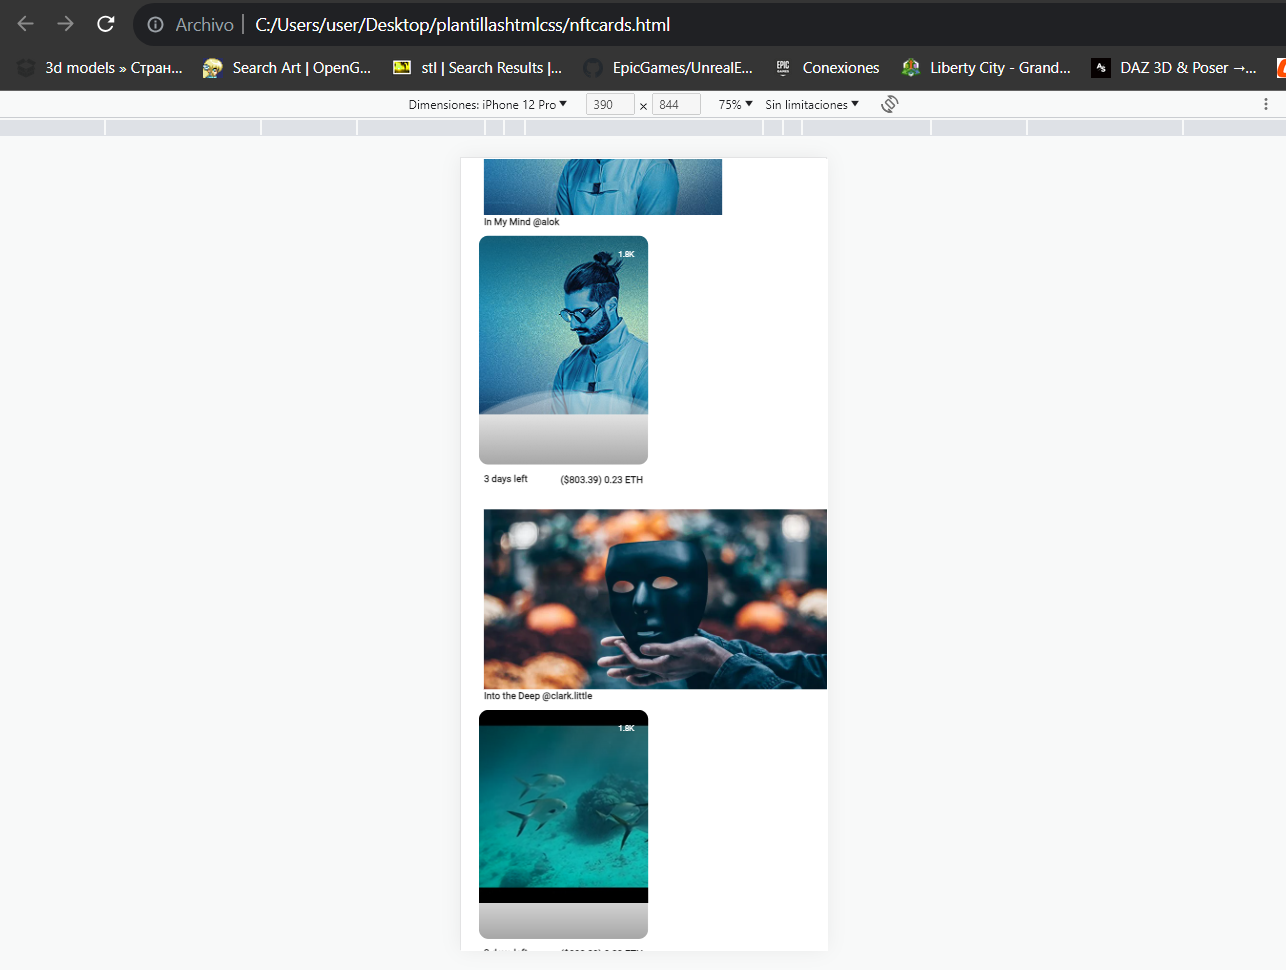 Archivo | C:/Users/user/Desktop/plantillashtmlcss/nftcards.html
3d models » Стран... Search Art | OpenG... stl | Search Results |... EpicGames/UnrealE... EPIC GAMES Conexiones Liberty City - Grand... DAZ 3D & Poser →...
Dimensiones: iPhone 12 Pro 390 × 844 75% Sin limitaciones
In My Mind @alok
1.8K
3 days left ($803.39) 0.23 ETH
Into the Deep @clark.little
1.8K